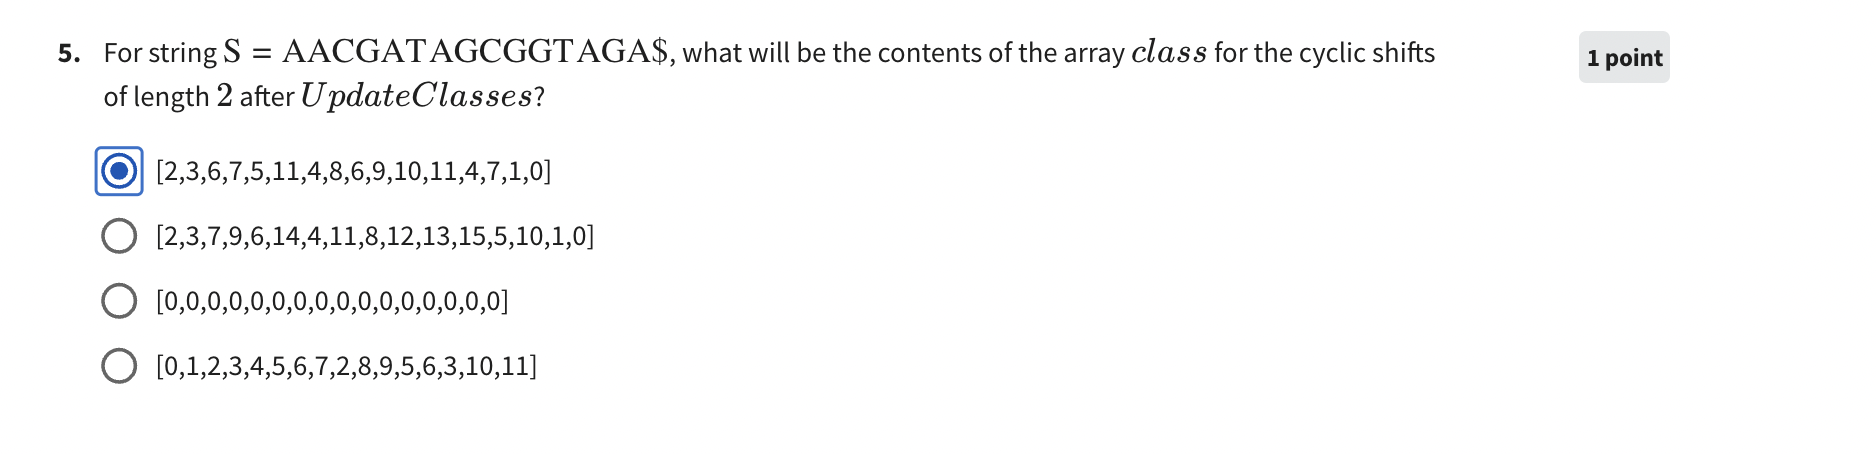 5. For string S = AACGATAGCGGTAGA$, what will be the contents of the array class for the cyclic shifts
1 point
of length 2 after UpdateClasses?
[2,3,6,7,5,11,4,8,6,9,10,11,4,7,1,0]
[2,3,7,9,6,14,4,11,8,12,13,15,5,10,1,0]
[0,0,0,0,0,0,0,0,0,0,0,0,0,0,0,0]
[0,1,2,3,4,5,6,7,2,8,9,5,6,3,10,11]